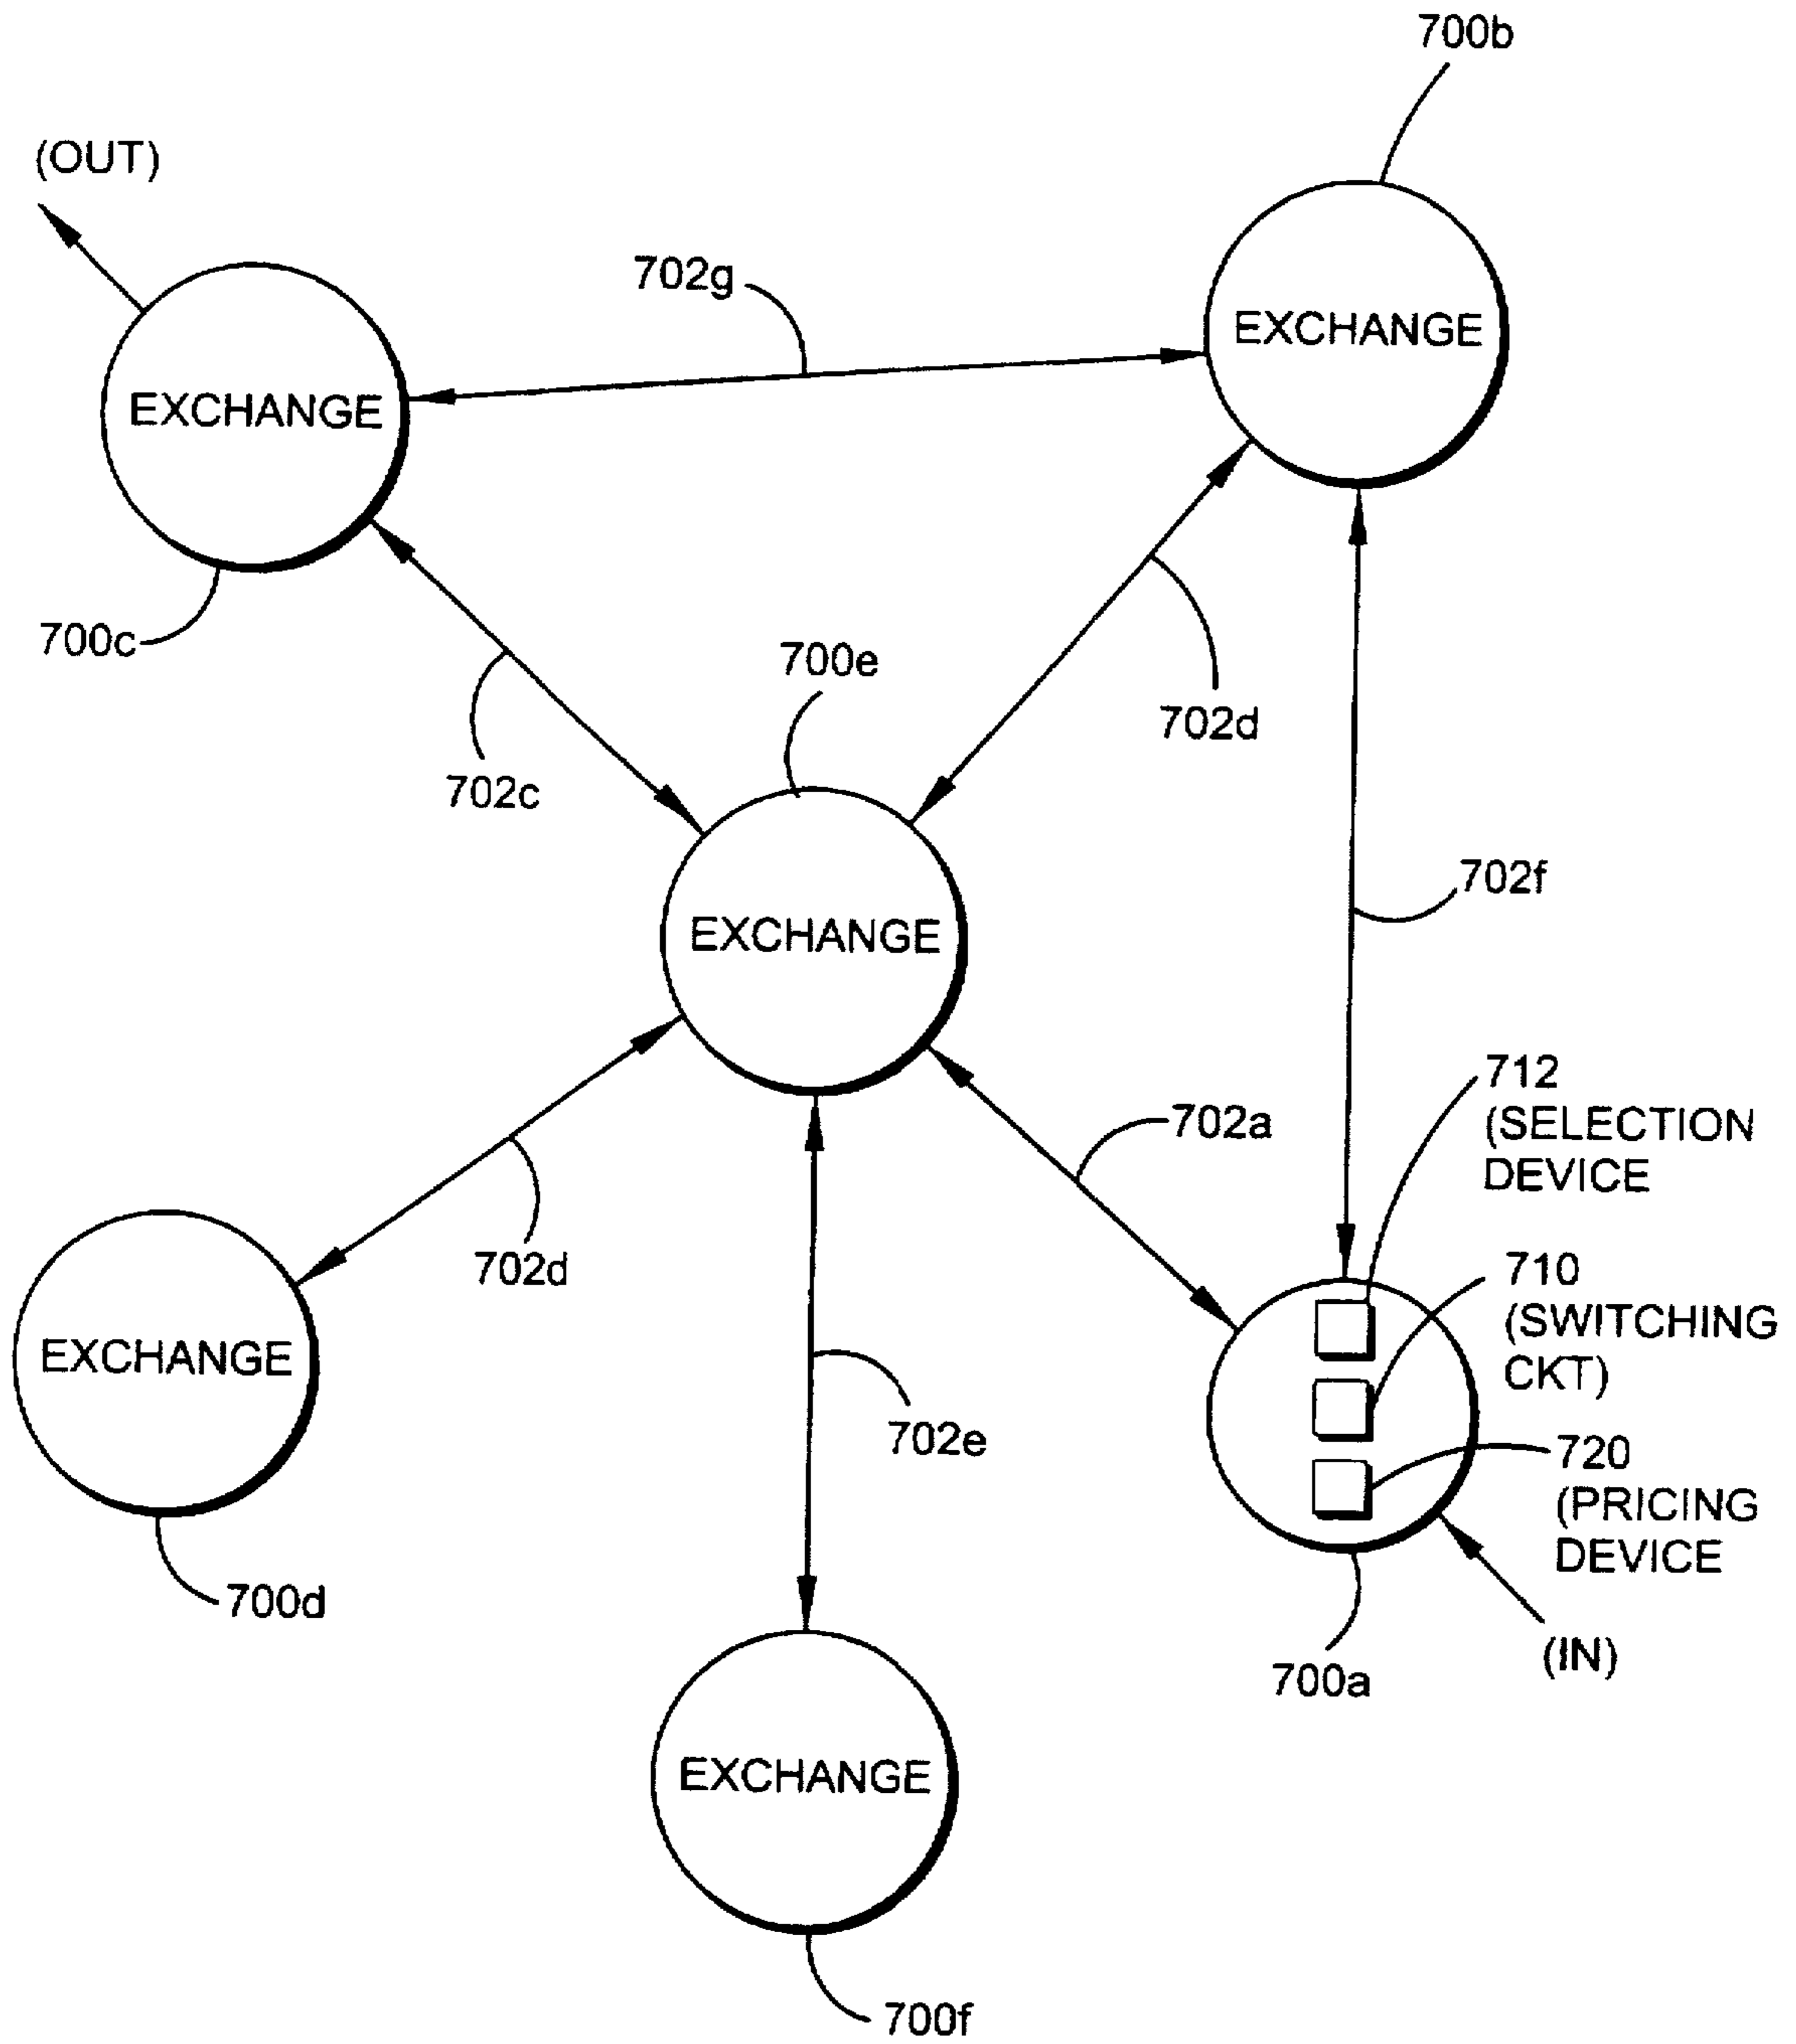 700b
(OUT)
702g
EXCHANGE
EXCHANGE
700c
700e
702d
702c
702f
EXCHANGE
712
(SELECTION
DEVICE
702a
702d
710
(SWITCHING
CKT)
EXCHANGE
702e
720
(PRICING
DEVICE
700d
(IN)
700a
EXCHANGE
700f